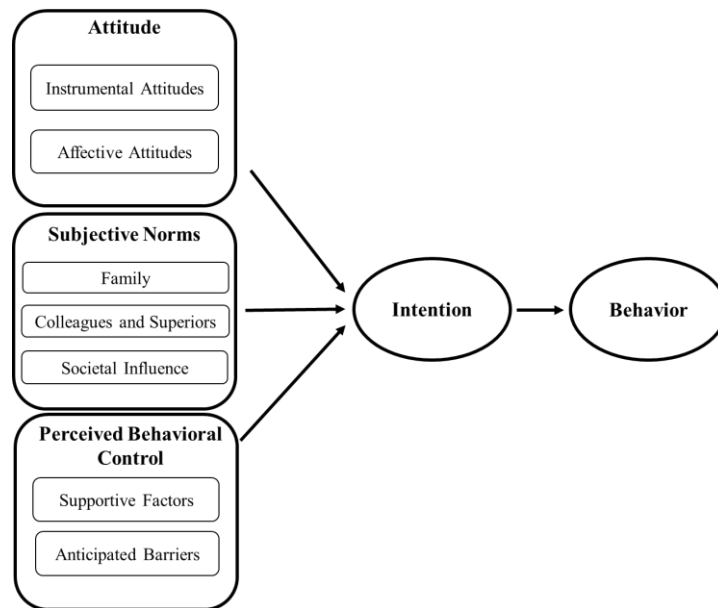 Attitude
Instrumental Attitudes
Affective Attitudes
Subjective Norms
Family
Colleagues and Superiors
Societal Influence
Perceived Behavioral
Control
Supportive Factors
Anticipated Barriers
Intention
Behavior